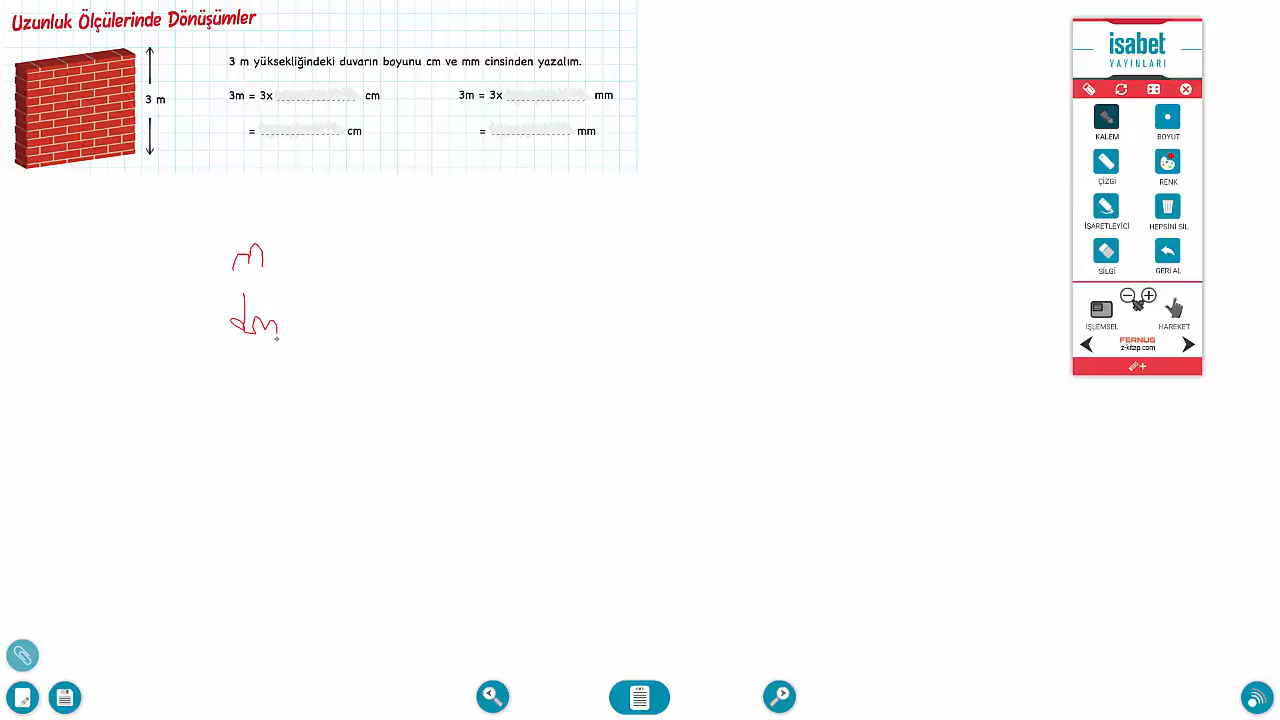 Uzunluk Ölçülerinde Dönüşümler
3 m
3 m yüksekliğindeki duvarın boyunu cm ve mm cinsinden yazalım.
3m = 3x cm
= cm
3m = 3x mm
= mm
m
dm
isabet
YAYINLARI
KALEM
BOYUT
ÇİZGİ
RENK
İŞARETLEYİCİ
HEPSİNİ SİL
SİLGİ
GERİ AL
İŞLEMSEL
HAREKET
FERNUS
z-kitap.com